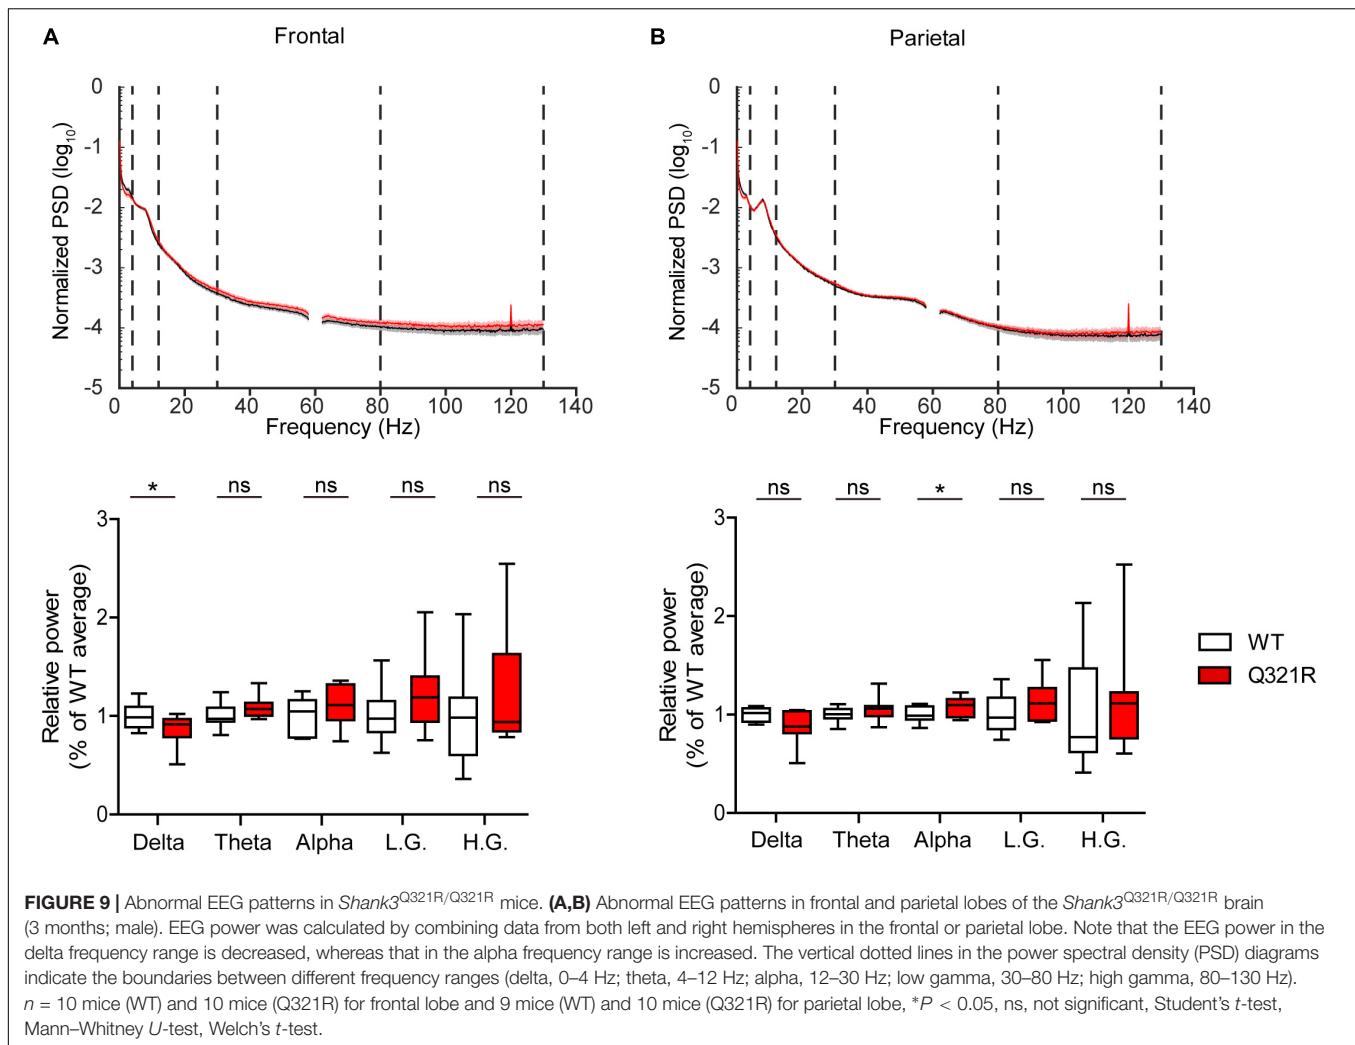 A
Frontal
B
Parietal
Normalized PSD (log10)
0
-1
-2
-3
-4
-5
0 20 40 60 80 100 120 140
Frequency (Hz)
Normalized PSD (log10)
0
-1
-2
-3
-4
-5
0 20 40 60 80 100 120 140
Frequency (Hz)
* ns ns ns ns
Relative power
(% of WT average)
3
2
1
0
Delta Theta Alpha L.G. H.G.
ns ns * ns ns
Relative power
(% of WT average)
3
2
1
0
Delta Theta Alpha L.G. H.G.
WT
Q321R
FIGURE 9 | Abnormal EEG patterns in Shank3Q321R/Q321R mice. (A,B) Abnormal EEG patterns in frontal and parietal lobes of the Shank3Q321R/Q321R brain
(3 months; male). EEG power was calculated by combining data from both left and right hemispheres in the frontal or parietal lobe. Note that the EEG power in the
delta frequency range is decreased, whereas that in the alpha frequency range is increased. The vertical dotted lines in the power spectral density (PSD) diagrams
indicate the boundaries between different frequency ranges (delta, 0–4 Hz; theta, 4–12 Hz; alpha, 12–30 Hz; low gamma, 30–80 Hz; high gamma, 80–130 Hz).
n = 10 mice (WT) and 10 mice (Q321R) for frontal lobe and 9 mice (WT) and 10 mice (Q321R) for parietal lobe, *P < 0.05, ns, not significant, Student's t-test,
Mann–Whitney U-test, Welch's t-test.